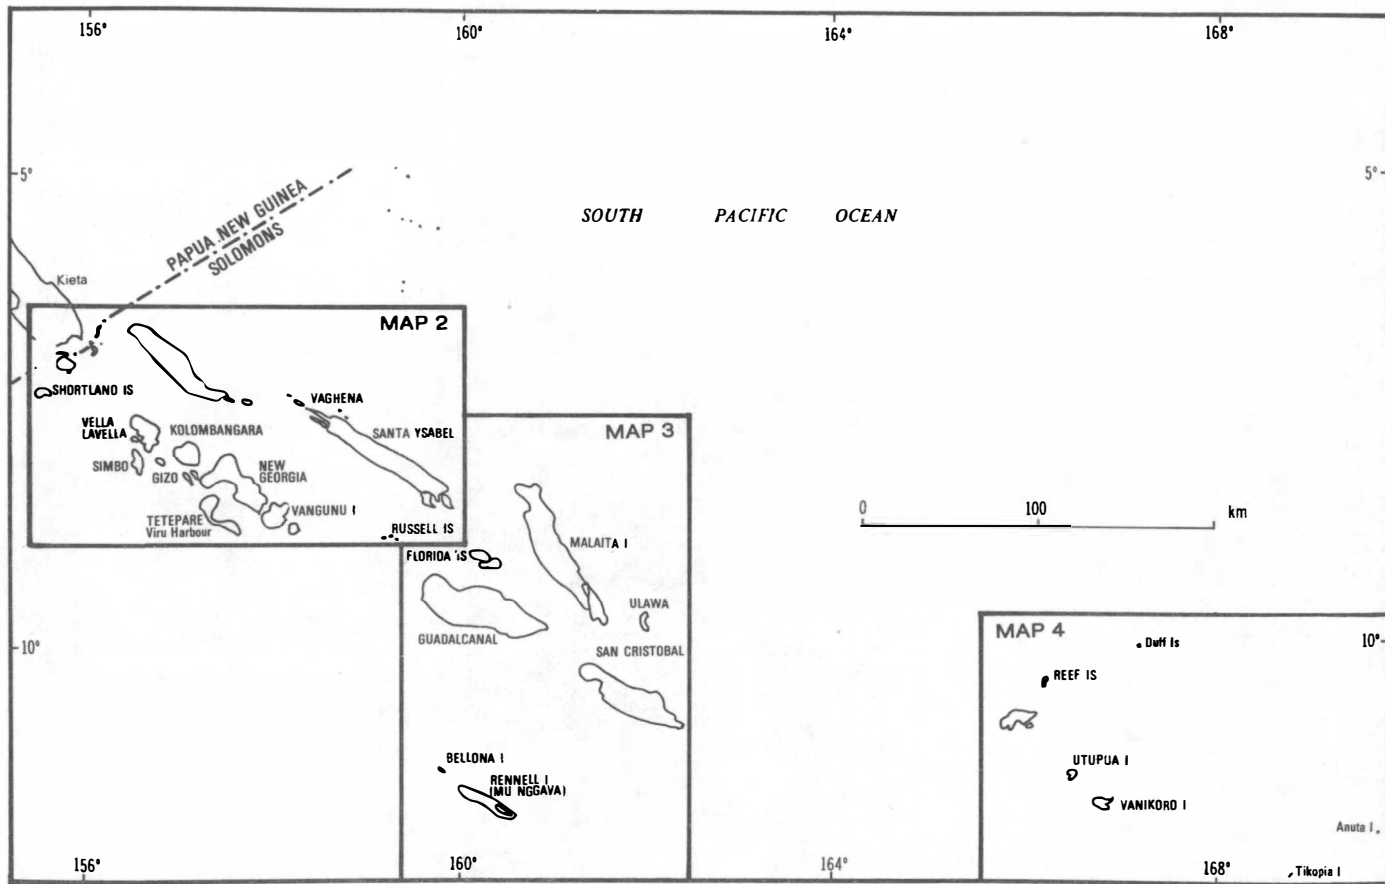 156°
160°
164°
168°
5°
5°
PAPUA NEW GUINEA
SOLOMONS
SOUTH PACIFIC OCEAN
Kieta
MAP 2
SHORTLAND IS
VAGHENA
VELLA
LAVELLA
KOLOMBANGARA
SANTA YSABEL
MAP 3
SIMBO
GIZO
NEW
GEORGIA
VANGUNU I
TETEPARE
Viru Harbour
RUSSELL IS
0 100 km
FLORIDA IS
MALAITA I
ULAWA
GUADALCANAL
SAN CRISTOBAL
10°
MAP 4
10°
Duff Is
REEF IS
BELLONA I
RENNELL I
(MU NGGAVA)
UTUPUA I
VANIKORO I
Anuta I
Tikopia I
156°
160°
164°
168°